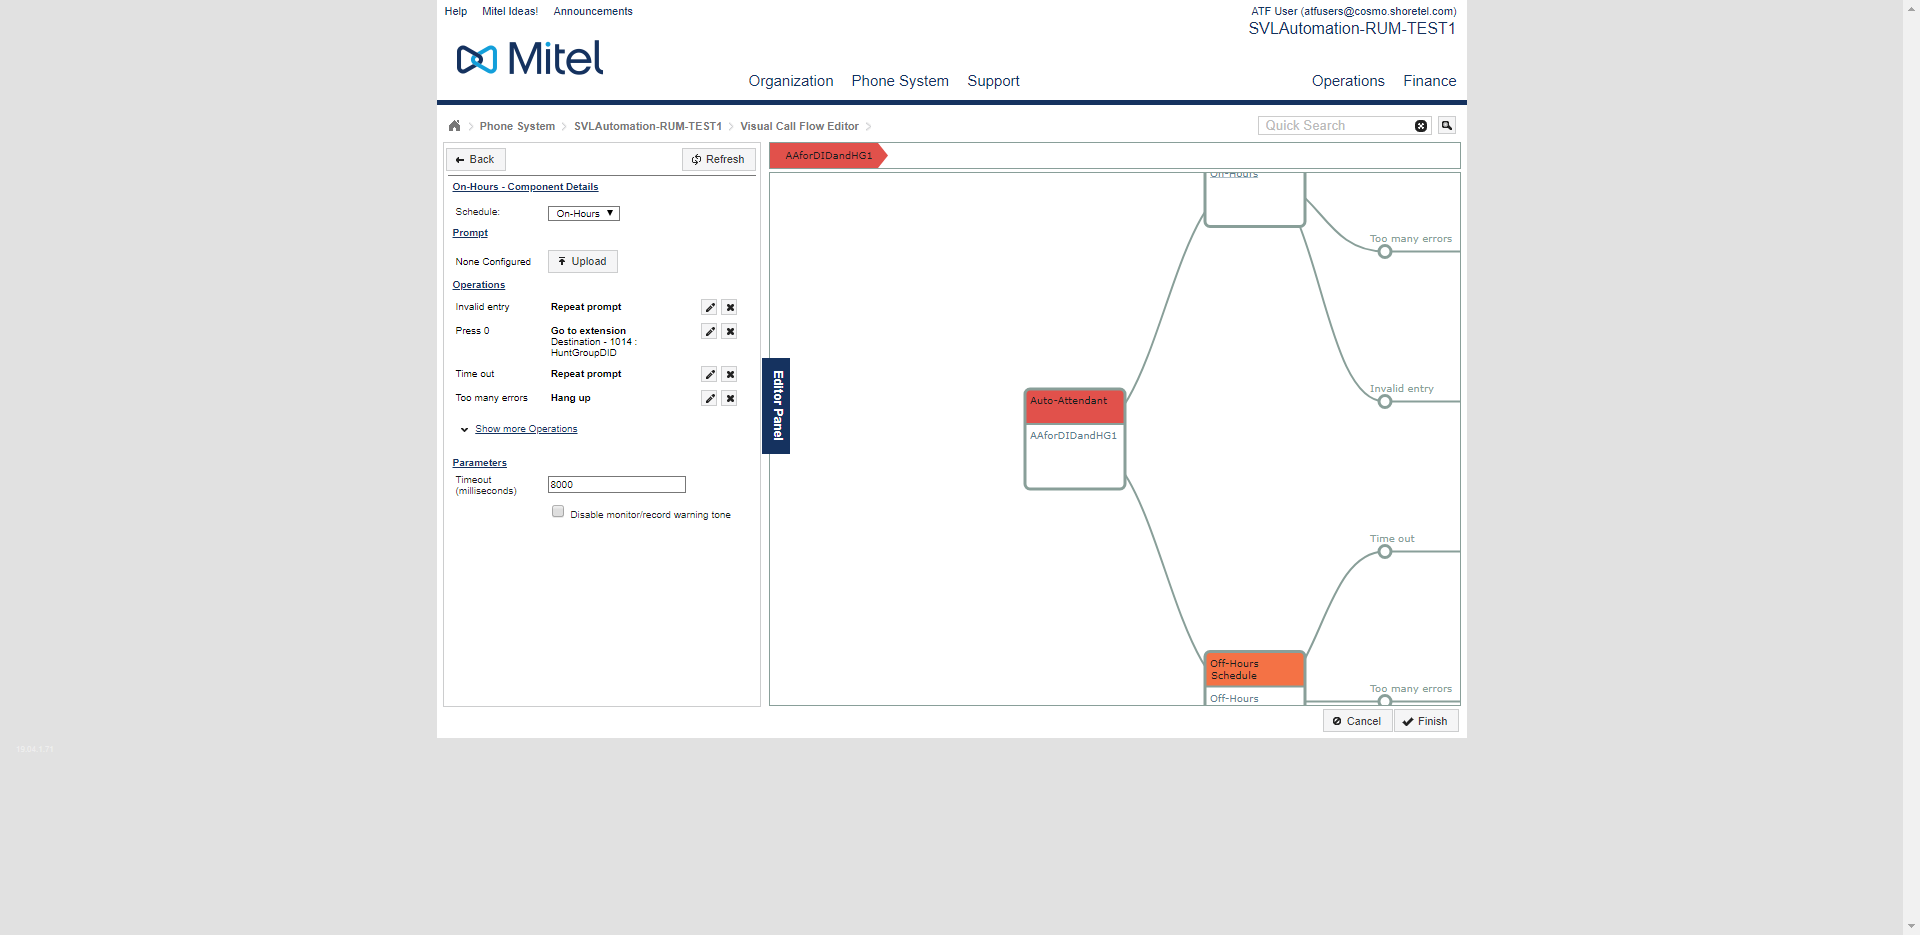 Help Mitel Ideas! Announcements
ATF User (atfusers@cosmo.shoretel.com)
SVLAutomation-RUM-TEST1
Mitel
Organization Phone System Support Operations Finance
Phone System SVLAutomation-RUM-TEST1 Visual Call Flow Editor
Quick Search
Back Refresh
On-Hours - Component Details
Schedule: On-Hours
Prompt
None Configured Upload
Operations
Invalid entry Repeat prompt
Press 0 Go to extension
Destination - 1014 :
HuntGroupDID
Time out Repeat prompt
Too many errors Hang up
Show more Operations
Parameters
Timeout
(milliseconds) 8000
Disable monitor/record warning tone
Editor Panel
AAforDIDandHG1
On-Hours
Too many errors
Invalid entry
Auto-Attendant
AAforDIDandHG1
Time out
Off-Hours
Schedule
Off-Hours
Too many errors
Cancel Finish